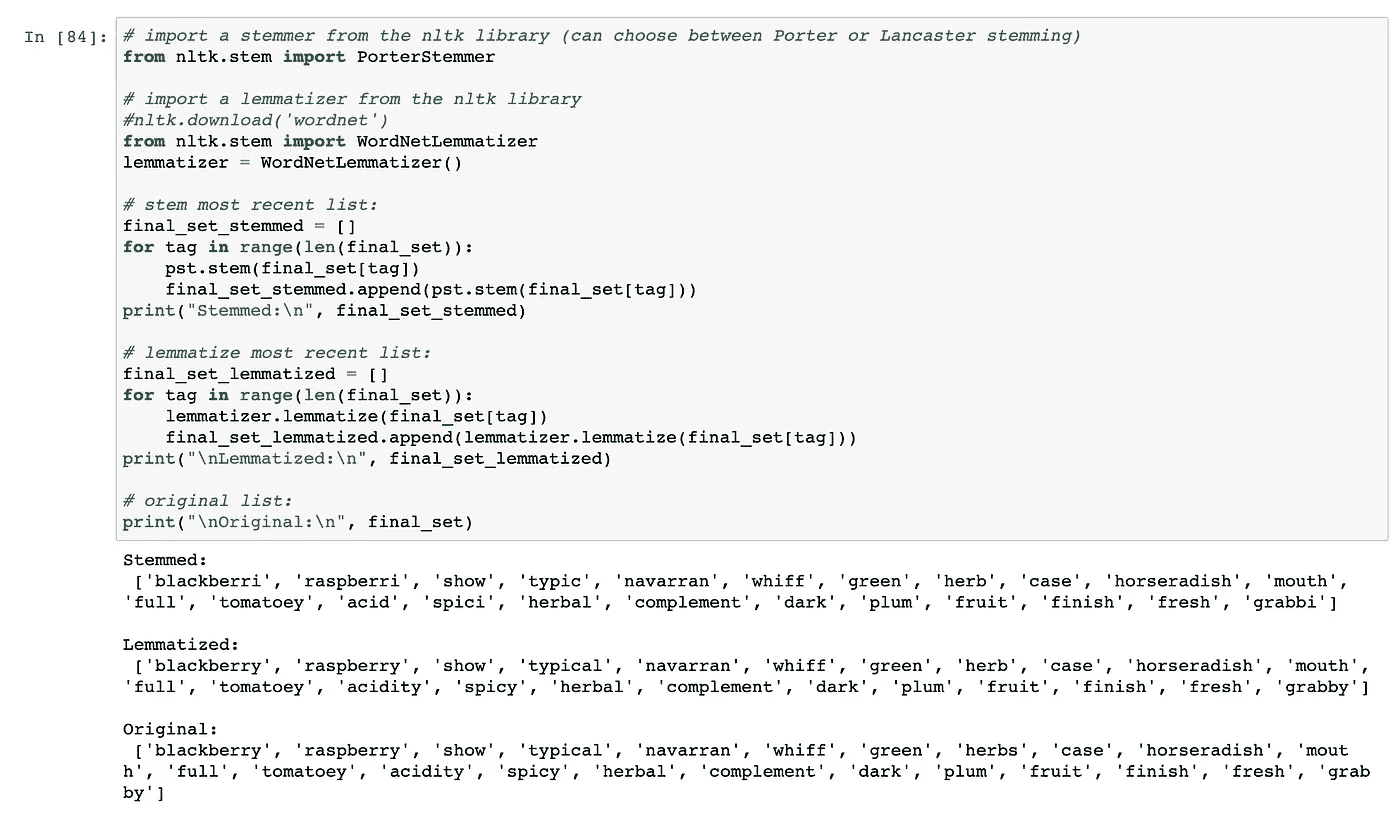 In [84]: # import a stemmer from the nltk library (can choose between Porter or Lancaster stemming)
from nltk.stem import PorterStemmer

# import a lemmatizer from the nltk library
#nltk.download('wordnet')
from nltk.stem import WordNetLemmatizer
lemmatizer = WordNetLemmatizer()

# stem most recent list:
final_set_stemmed = []
for tag in range(len(final_set)):
    pst.stem(final_set[tag])
    final_set_stemmed.append(pst.stem(final_set[tag]))
print("Stemmed:\n", final_set_stemmed)

# lemmatize most recent list:
final_set_lemmatized = []
for tag in range(len(final_set)):
    lemmatizer.lemmatize(final_set[tag])
    final_set_lemmatized.append(lemmatizer.lemmatize(final_set[tag]))
print("\nLemmatized:\n", final_set_lemmatized)

# original list:
print("\nOriginal:\n", final_set)

Stemmed:
 ['blackberri', 'raspberri', 'show', 'typic', 'navarran', 'whiff', 'green', 'herb', 'case', 'horseradish', 'mouth',
'full', 'tomatoey', 'acid', 'spici', 'herbal', 'complement', 'dark', 'plum', 'fruit', 'finish', 'fresh', 'grabbi']

Lemmatized:
 ['blackberry', 'raspberry', 'show', 'typical', 'navarran', 'whiff', 'green', 'herb', 'case', 'horseradish', 'mouth',
'full', 'tomatoey', 'acidity', 'spicy', 'herbal', 'complement', 'dark', 'plum', 'fruit', 'finish', 'fresh', 'grabby']

Original:
 ['blackberry', 'raspberry', 'show', 'typical', 'navarran', 'whiff', 'green', 'herbs', 'case', 'horseradish', 'mout
h', 'full', 'tomatoey', 'acidity', 'spicy', 'herbal', 'complement', 'dark', 'plum', 'fruit', 'finish', 'fresh', 'grab
by']